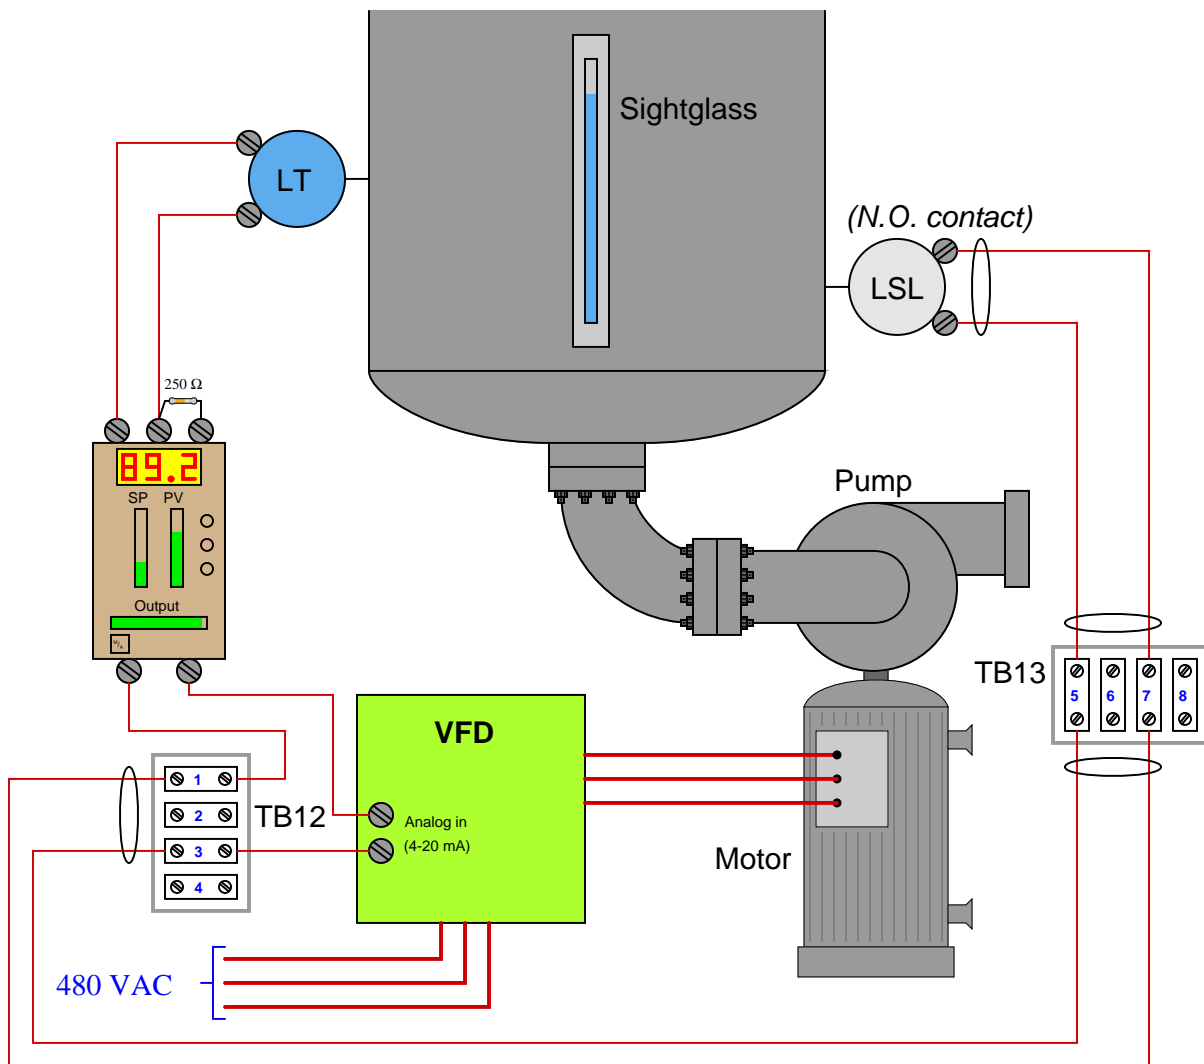 Sightglass
LT
(N.O. contact)
LSL
250 Ω
89.2
SP PV
Output
M/A
Pump
TB13
5 6 7 8
VFD
Analog in
(4-20 mA)
1
2
3
4
TB12
Motor
480 VAC